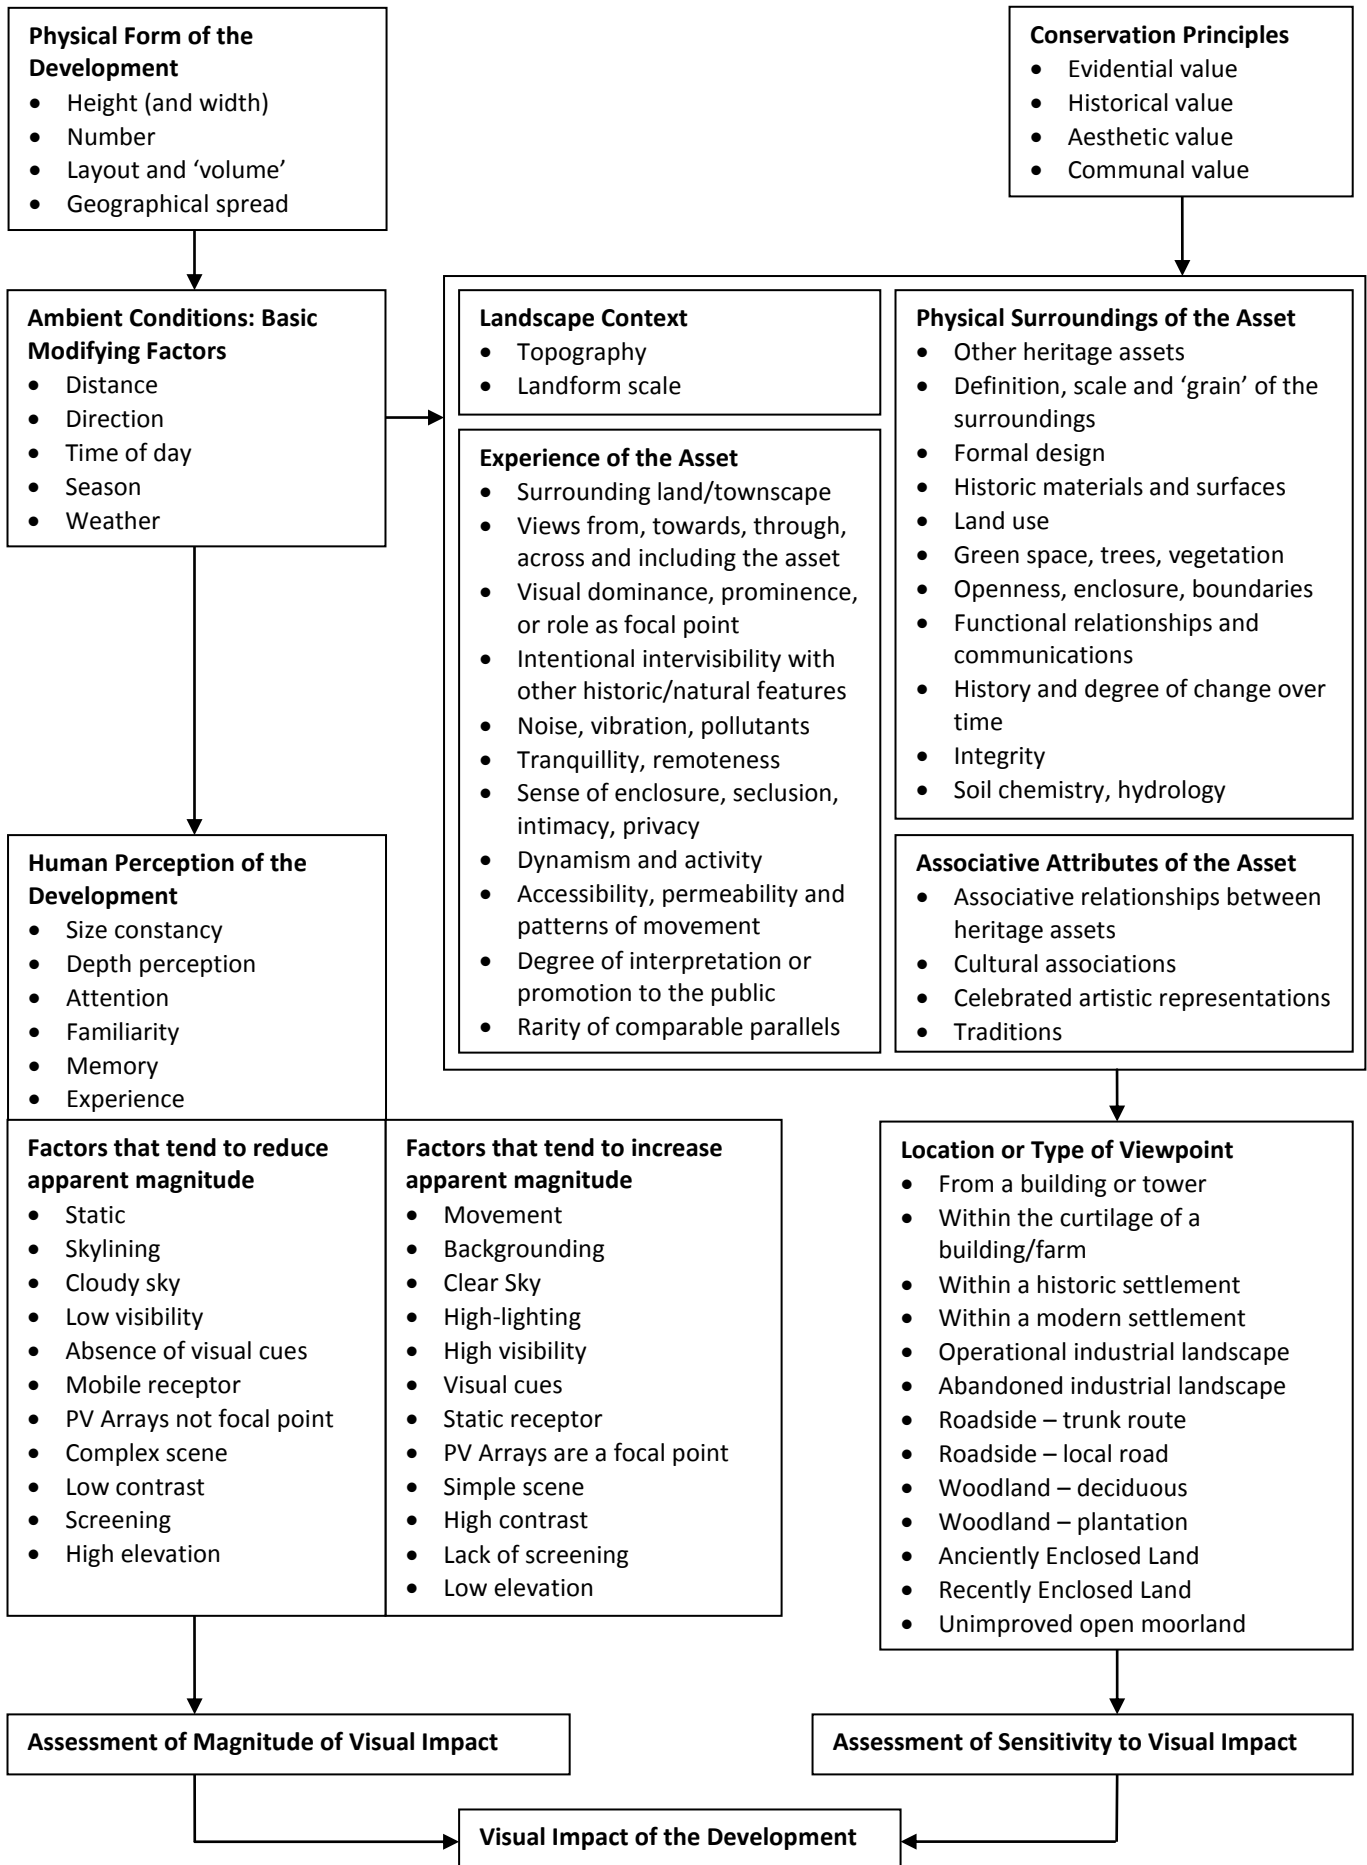 Physical Form of the
Development
• Height (and width)
• Number
• Layout and ‘volume’
• Geographical spread
Conservation Principles
• Evidential value
• Historical value
• Aesthetic value
• Communal value
Ambient Conditions: Basic
Modifying Factors
• Distance
• Direction
• Time of day
• Season
• Weather
Landscape Context
• Topography
• Landform scale
Experience of the Asset
• Surrounding land/townscape
• Views from, towards, through,
across and including the asset
• Visual dominance, prominence,
or role as focal point
• Intentional intervisibility with
other historic/natural features
• Noise, vibration, pollutants
• Tranquillity, remoteness
• Sense of enclosure, seclusion,
intimacy, privacy
• Dynamism and activity
• Accessibility, permeability and
patterns of movement
• Degree of interpretation or
promotion to the public
• Rarity of comparable parallels
Physical Surroundings of the Asset
• Other heritage assets
• Definition, scale and ‘grain’ of the
surroundings
• Formal design
• Historic materials and surfaces
• Land use
• Green space, trees, vegetation
• Openness, enclosure, boundaries
• Functional relationships and
communications
• History and degree of change over
time
• Integrity
• Soil chemistry, hydrology
Associative Attributes of the Asset
• Associative relationships between
heritage assets
• Cultural associations
• Celebrated artistic representations
• Traditions
Human Perception of the
Development
• Size constancy
• Depth perception
• Attention
• Familiarity
• Memory
• Experience
Factors that tend to reduce
apparent magnitude
• Static
• Skylining
• Cloudy sky
• Low visibility
• Absence of visual cues
• Mobile receptor
• PV Arrays not focal point
• Complex scene
• Low contrast
• Screening
• High elevation
Factors that tend to increase
apparent magnitude
• Movement
• Backgrounding
• Clear Sky
• High-lighting
• High visibility
• Visual cues
• Static receptor
• PV Arrays are a focal point
• Simple scene
• High contrast
• Lack of screening
• Low elevation
Location or Type of Viewpoint
• From a building or tower
• Within the curtilage of a
building/farm
• Within a historic settlement
• Within a modern settlement
• Operational industrial landscape
• Abandoned industrial landscape
• Roadside – trunk route
• Roadside – local road
• Woodland – deciduous
• Woodland – plantation
• Anciently Enclosed Land
• Recently Enclosed Land
• Unimproved open moorland
Assessment of Magnitude of Visual Impact
Assessment of Sensitivity to Visual Impact
Visual Impact of the Development